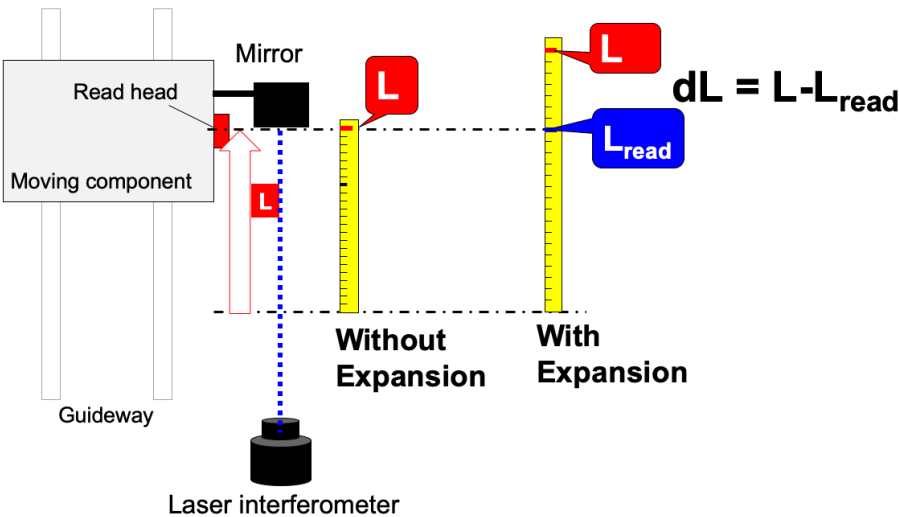 Mirror
Read head
L
L
dL = L-Lread
Lread
Moving component
L
Without
Expansion
With
Expansion
Guideway
Laser interferometer